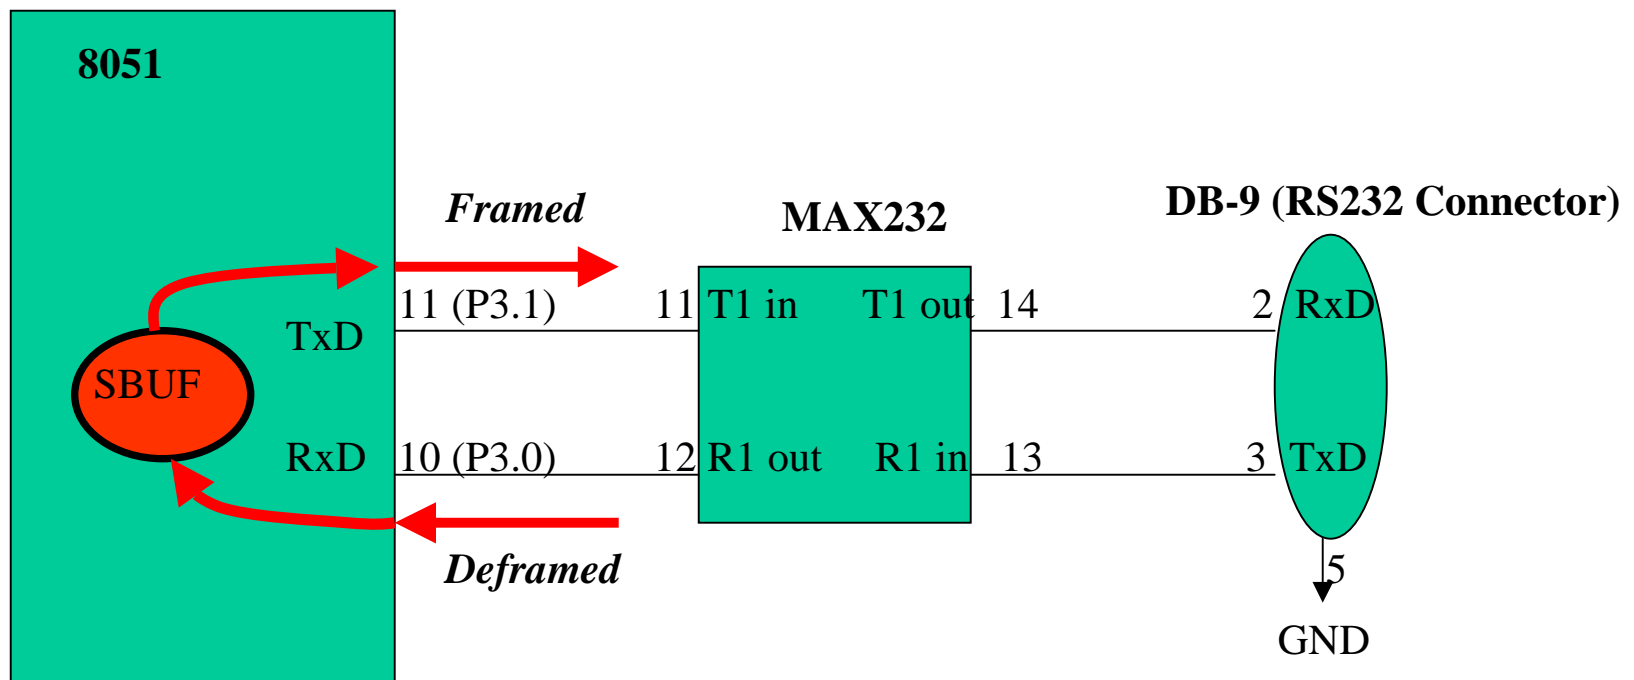 8051
Framed
MAX232
DB-9 (RS232 Connector)
TxD
11 (P3.1)
11 T1 in
T1 out 14
2 RxD
SBUF
RxD
10 (P3.0)
12 R1 out
R1 in 13
3 TxD
Deframed
5
GND